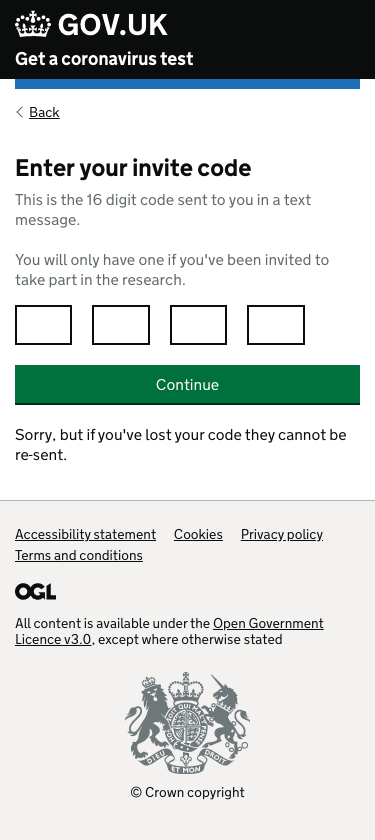 GOV.UK
Get a coronavirus test
Back
Enter your invite code
This is the 16 digit code sent to you in a text
message.
You will only have one if you've been invited to
take part in the research.
Continue
Sorry, but if you've lost your code they cannot be
re-sent.
Accessibility statement Cookies Privacy policy
Terms and conditions
OGL
All content is available under the Open Government
Licence v3.0, except where otherwise stated
DIEU ET MON DROIT
© Crown copyright